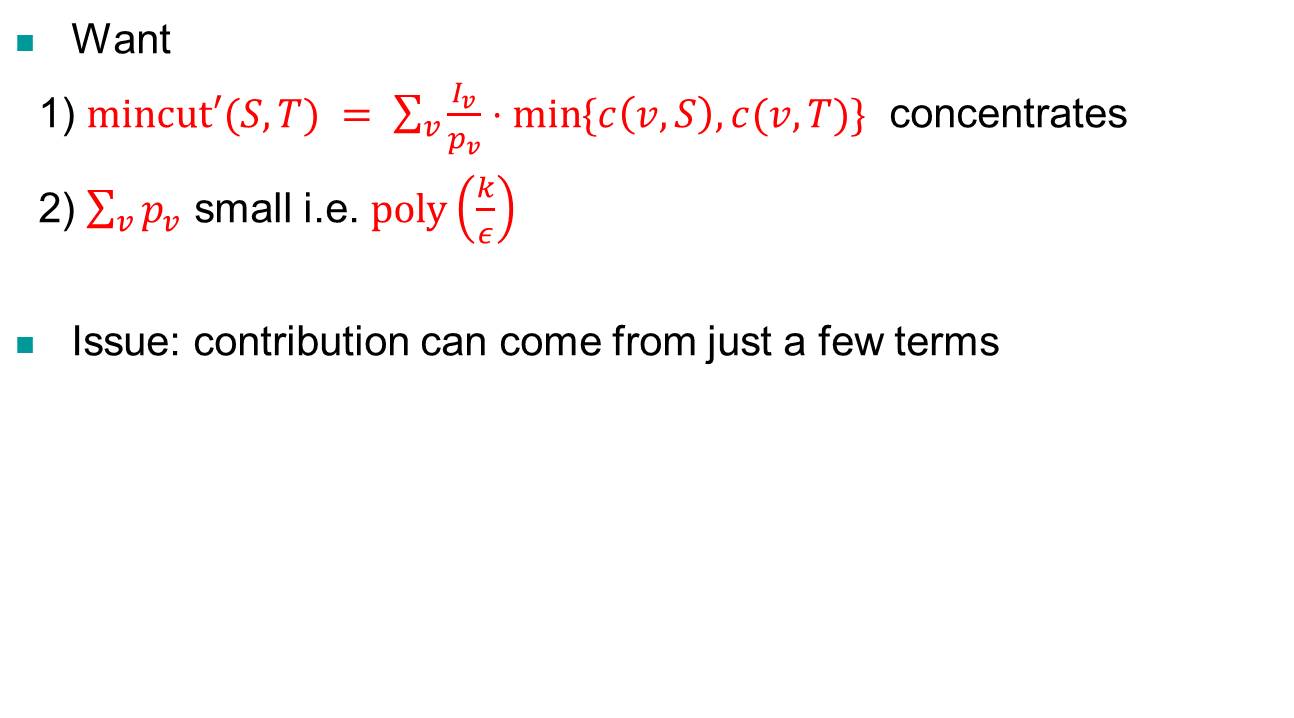 Want
1) mincut′(S, T) = ∑_v I_v/p_v · min{c(v, S), c(v, T)} concentrates
2) ∑_v p_v small i.e. poly(k/ϵ)
Issue: contribution can come from just a few terms